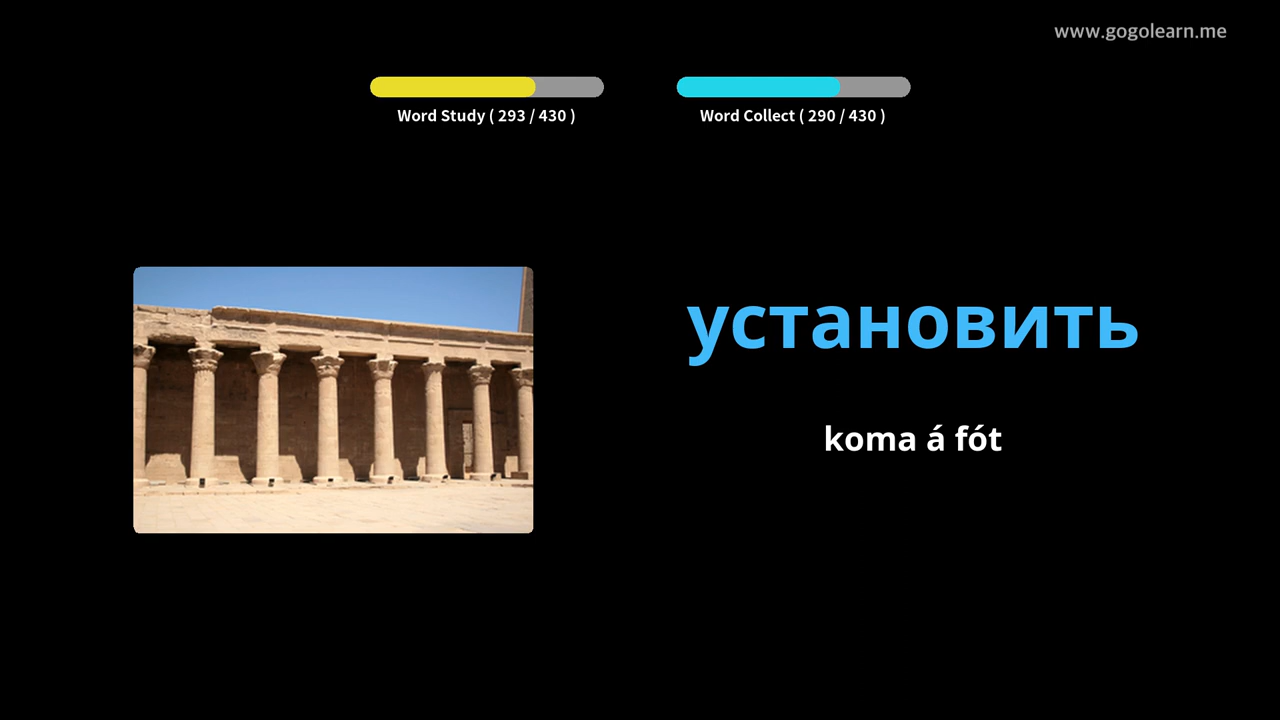 www.gogolearn.me
Word Study ( 293 / 430 )
Word Collect ( 290 / 430 )
установить
koma á fót